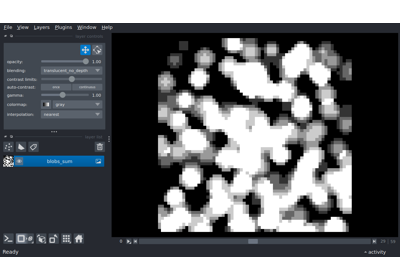 File View Layers Plugins Window Help
opacity: 1.00
blending: translucent_no_depth
contrast limits:
auto-contrast: once continuous
gamma: 1.00
colormap: gray
interpolation: nearest
blobs_sum
Ready
activity